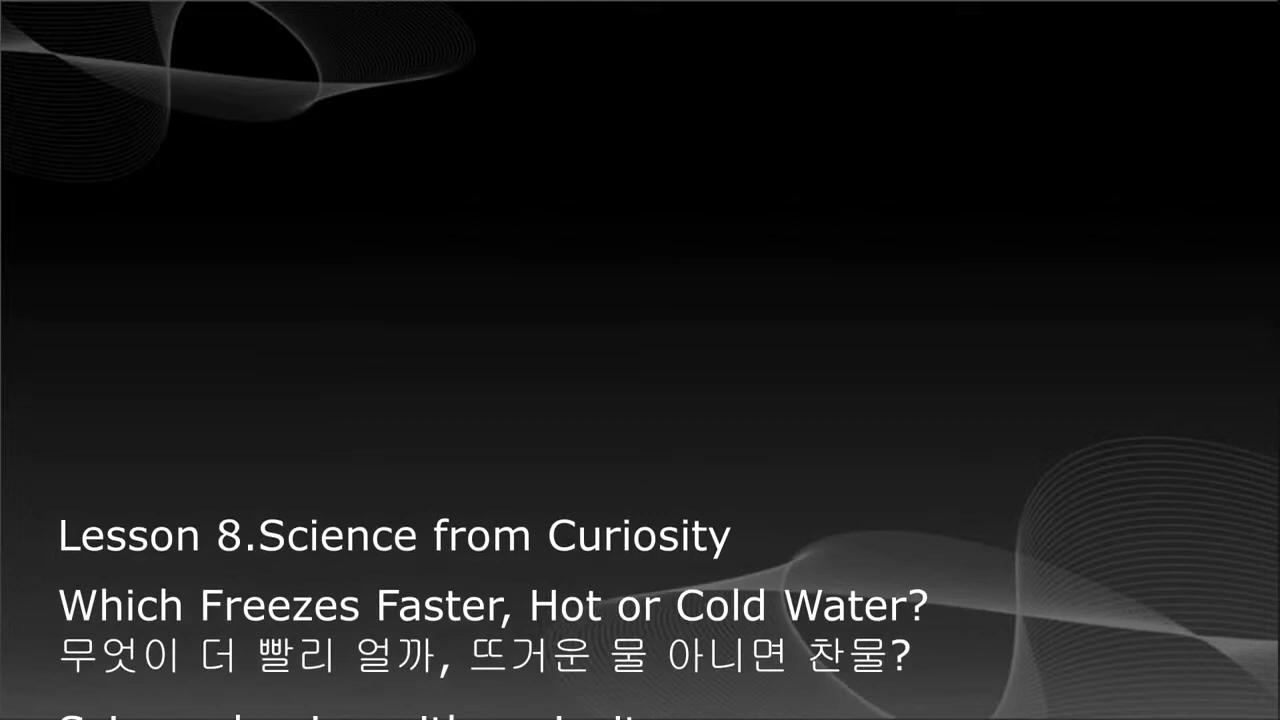 Lesson 8.Science from Curiosity
Which Freezes Faster, Hot or Cold Water?
무엇이 더 빨리 얼까, 뜨거운 물 아니면 찬물?